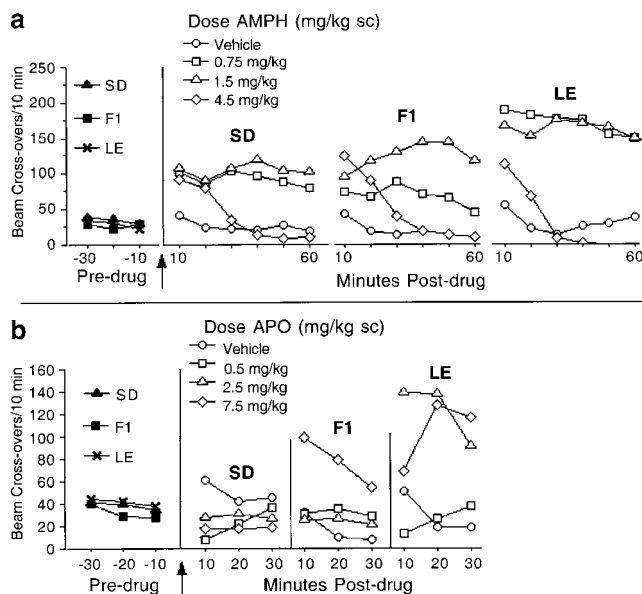 a
Dose AMPH (mg/kg sc)
Vehicle
0.75 mg/kg
1.5 mg/kg
4.5 mg/kg
Beam Cross-overs/10 min
250
200
150
100
50
0
SD
F1
LE
SD
F1
LE
-30 -10
10 60
10 60
10 60
Pre-drug
Minutes Post-drug
b
Dose APO (mg/kg sc)
Vehicle
0.5 mg/kg
2.5 mg/kg
7.5 mg/kg
Beam Cross-overs/10 min
160
140
120
100
80
60
40
20
0
SD
F1
LE
SD
F1
LE
-30 -20 -10
10 20 30
10 20 30
10 20 30
Pre-drug
Minutes Post-drug